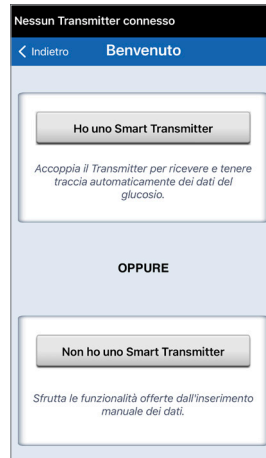 Nessun Transmitter connesso
Indietro
Benvenuto
Ho uno Smart Transmitter
Accoppia il Transmitter per ricevere e tenere
traccia automaticamente dei dati del
glucosio.
OPPURE
Non ho uno Smart Transmitter
Sfrutta le funzionalità offerte dall'inserimento
manuale dei dati.